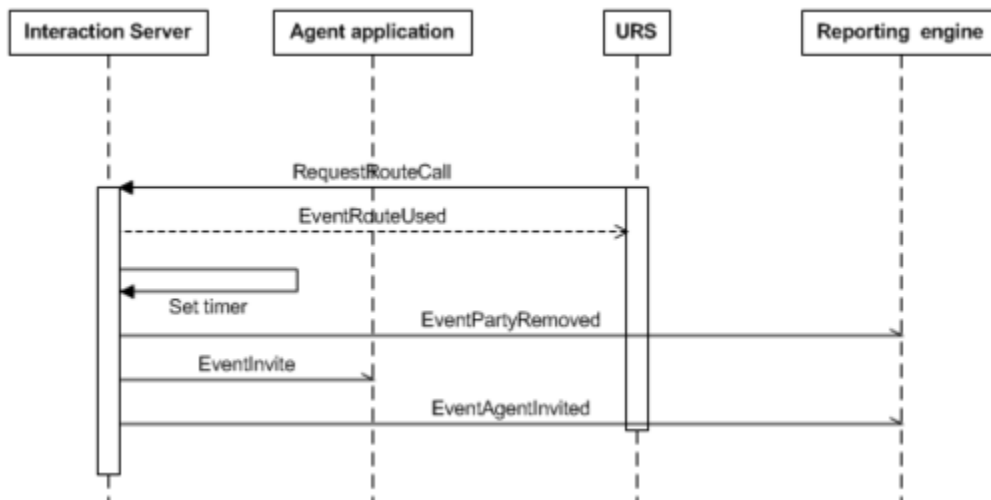 Interaction Server
Agent application
URS
Reporting engine
RequestRouteCall
EventRouteUsed
Set timer
EventPartyRemoved
EventInvite
EventAgentInvited